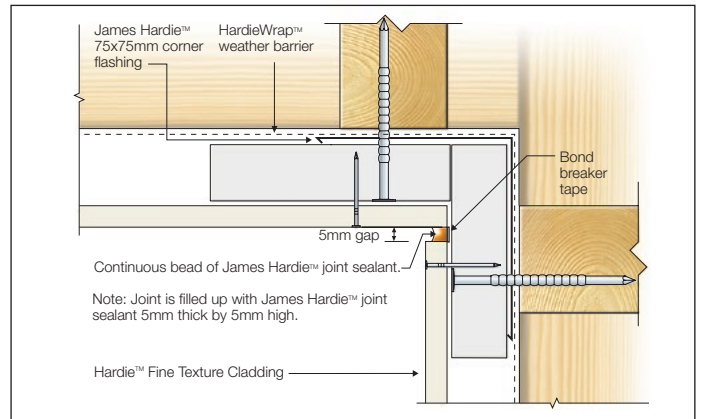 James Hardie™
75x75mm corner
flashing
HardieWrap™
weather barrier
Bond
breaker
tape
5mm gap
Continuous bead of James Hardie™ joint sealant.
Note: Joint is filled up with James Hardie™ joint
sealant 5mm thick by 5mm high.
Hardie™ Fine Texture Cladding